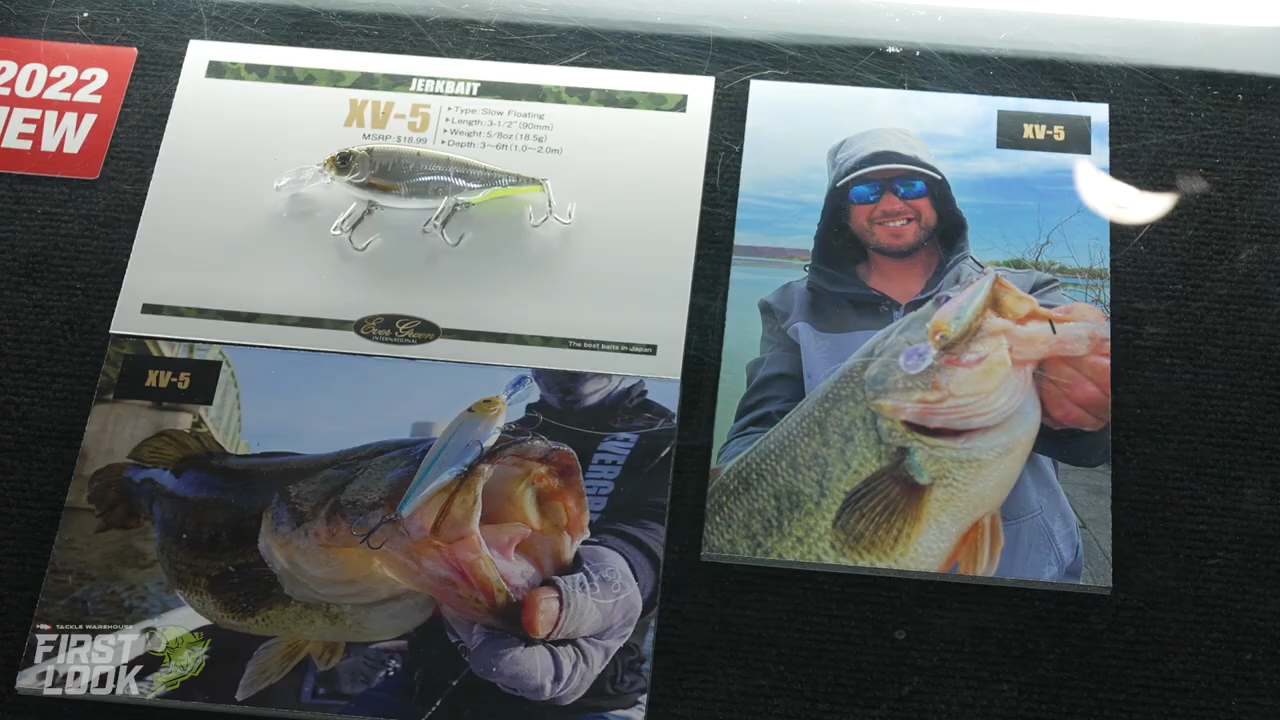 2022
NEW
JERKBAIT
XV-5
MSRP: $18.99
▸Type: Slow Floating
▸Length: 3-1/2" (90mm)
▸Weight: 5/8oz (18.5g)
▸Depth: 3～6ft (1.0～2.0m)
Ever Green
INTERNATIONAL
The best baits in Japan
XV-5
XV-5
EVERGR
TACKLE WAREHOUSE
FIRST
LOOK